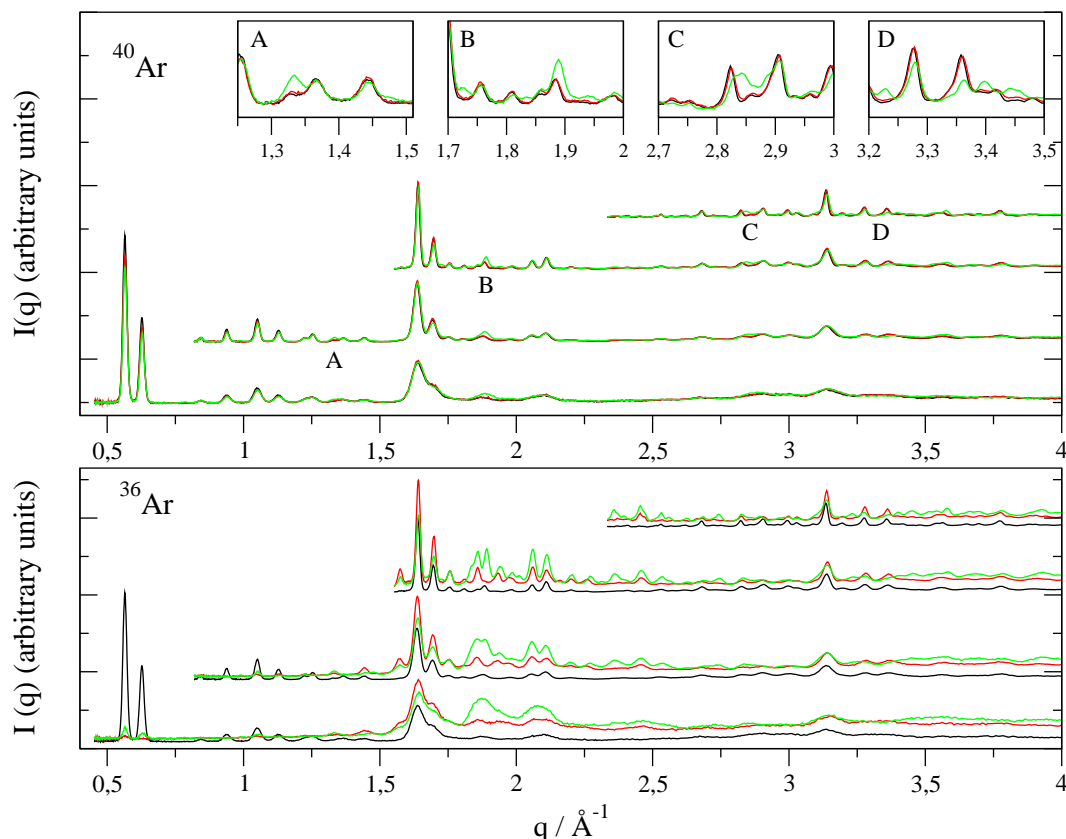 A B C D
⁴⁰Ar
1,3 1,4 1,5 1,7 1,8 1,9 2 2,7 2,8 2,9 3 3,2 3,3 3,4 3,5
I(q) (arbitrary units)
C D
B
A
0,5 1 1,5 2 2,5 3 3,5 4
³⁶Ar
I (q) (arbitrary units)
0,5 1 1,5 2 2,5 3 3,5 4
q / Å⁻¹